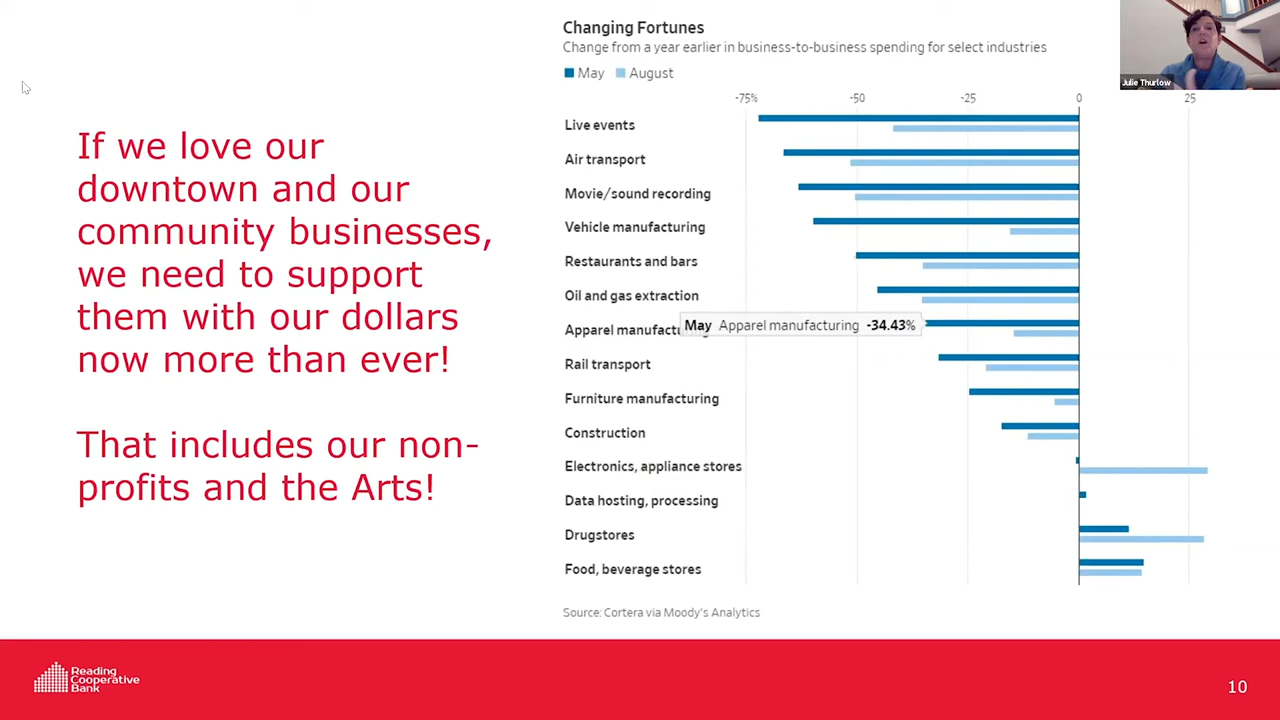 If we love our
downtown and our
community businesses,
we need to support
them with our dollars
now more than ever!
That includes our non-
profits and the Arts!
Changing Fortunes
Change from a year earlier in business-to-business spending for select industries
May August
-75% -50 -25 0 25
Live events
Air transport
Movie/sound recording
Vehicle manufacturing
Restaurants and bars
Oil and gas extraction
May Apparel manufacturing -34.43%
Apparel manufactu
Rail transport
Furniture manufacturing
Construction
Electronics, appliance stores
Data hosting, processing
Drugstores
Food, beverage stores
Source: Cortera via Moody's Analytics
Julie Thurlow
Reading
Cooperative
Bank
10